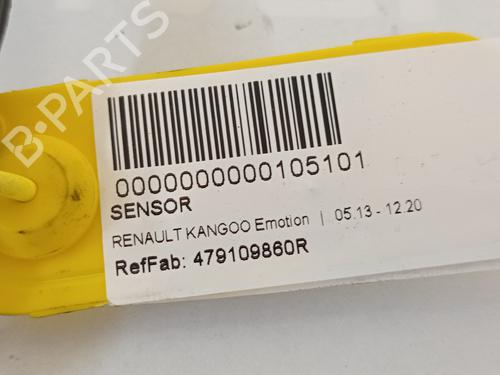 B-PARTS
0000000000105101
SENSOR
RENAULT KANGOO Emotion | 05.13 - 12.20
RefFab: 479109860R